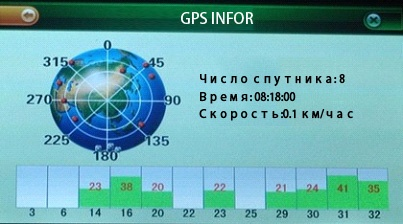 GPS INFOR
0
315 45
270 90
225 135
180
Число спутника: 8
Время: 08:18:00
Скорость:0.1 км/час
23 38 20 22 21 24 41 35
3 6 14 16 20 22 22 25 29 30 31 32